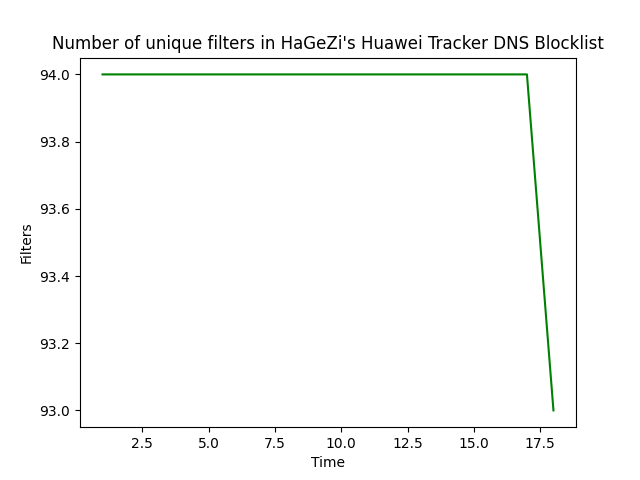 Number of unique filters in HaGeZi's Huawei Tracker DNS Blocklist
94.0
93.8
93.6
93.4
93.2
93.0
Filters
2.5 5.0 7.5 10.0 12.5 15.0 17.5
Time